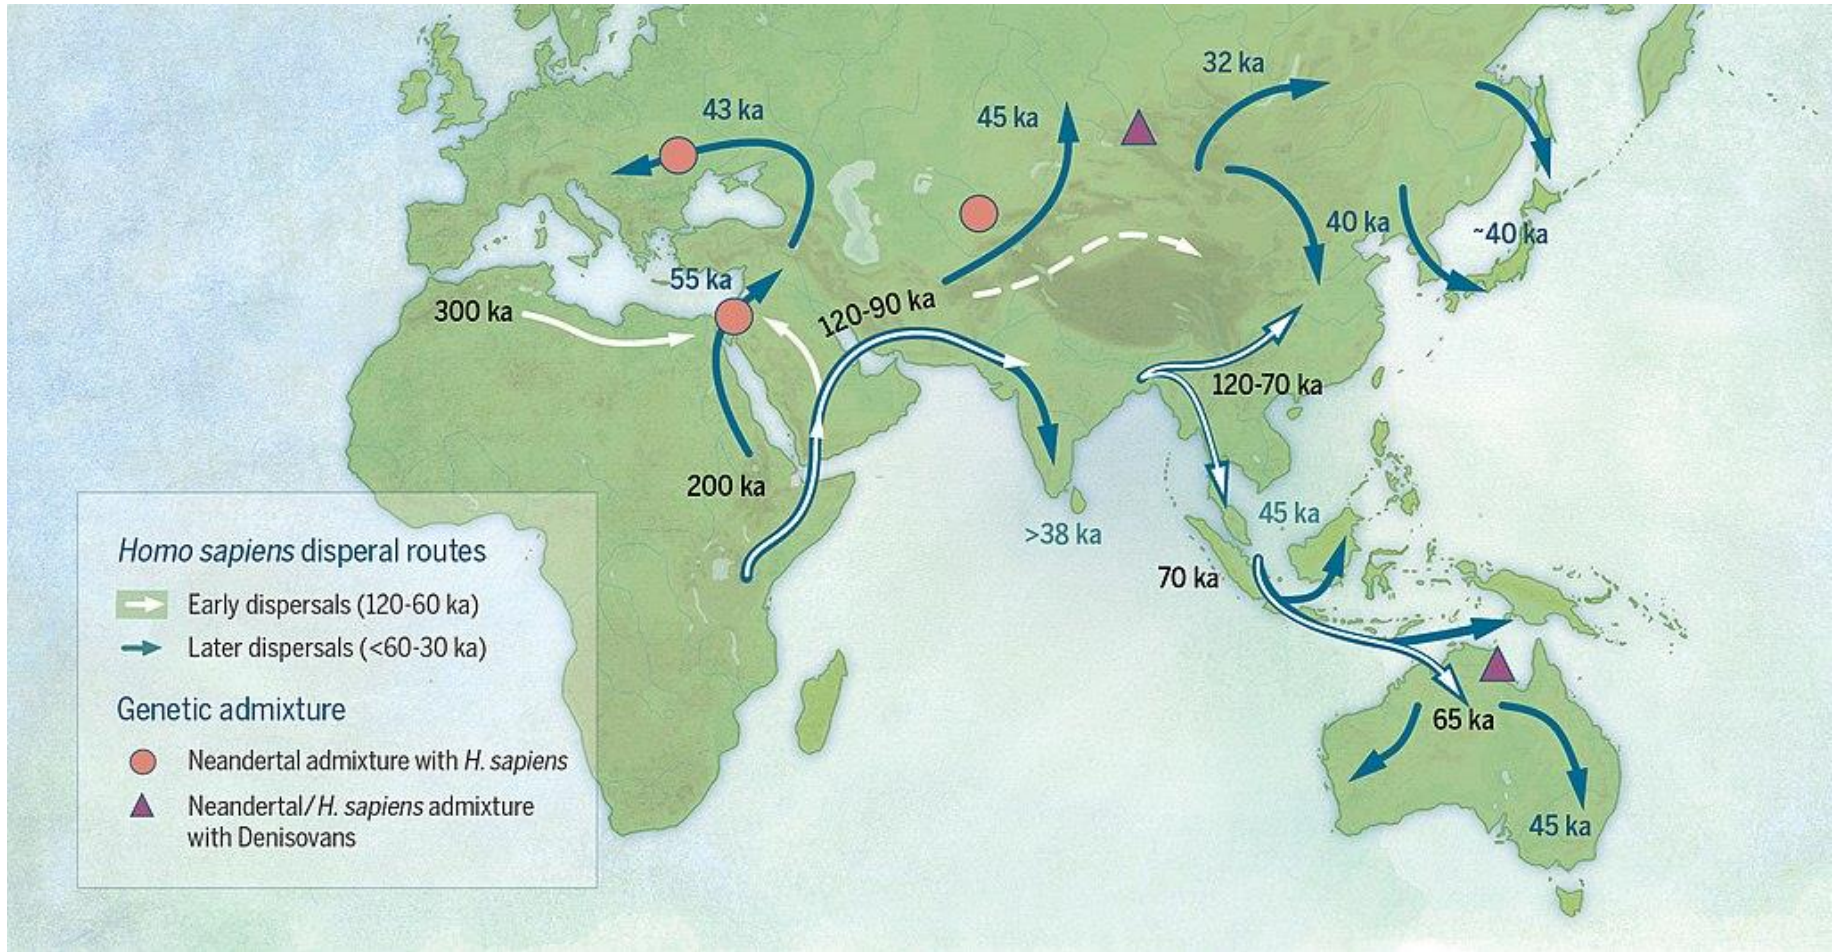 32 ka
43 ka
45 ka
40 ka
~40 ka
55 ka
300 ka
120-90 ka
120-70 ka
200 ka
>38 ka
45 ka
70 ka
65 ka
45 ka
Homo sapiens disperal routes
Early dispersals (120-60 ka)
Later dispersals (<60-30 ka)
Genetic admixture
Neandertal admixture with H. sapiens
Neandertal/H. sapiens admixture
with Denisovans